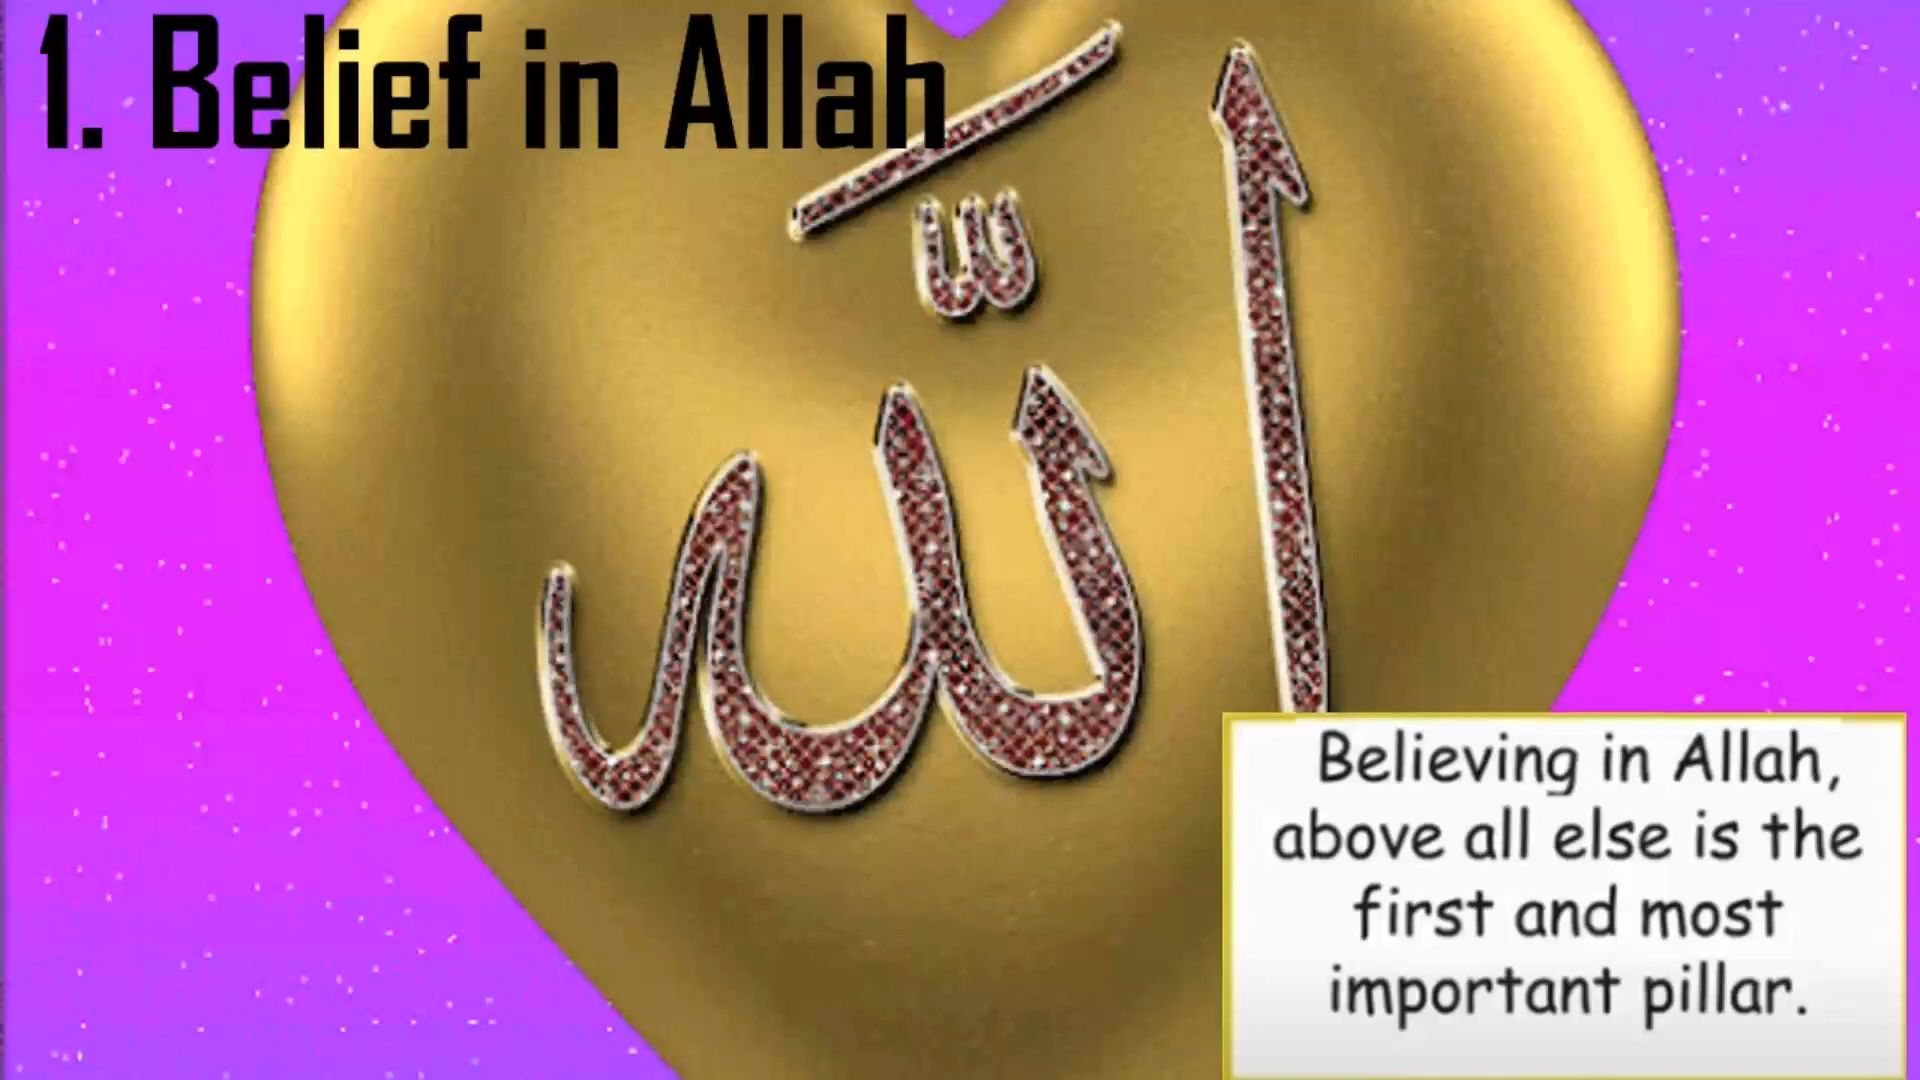 1. Belief in Allah
الله
Believing in Allah,
above all else is the
first and most
important pillar.